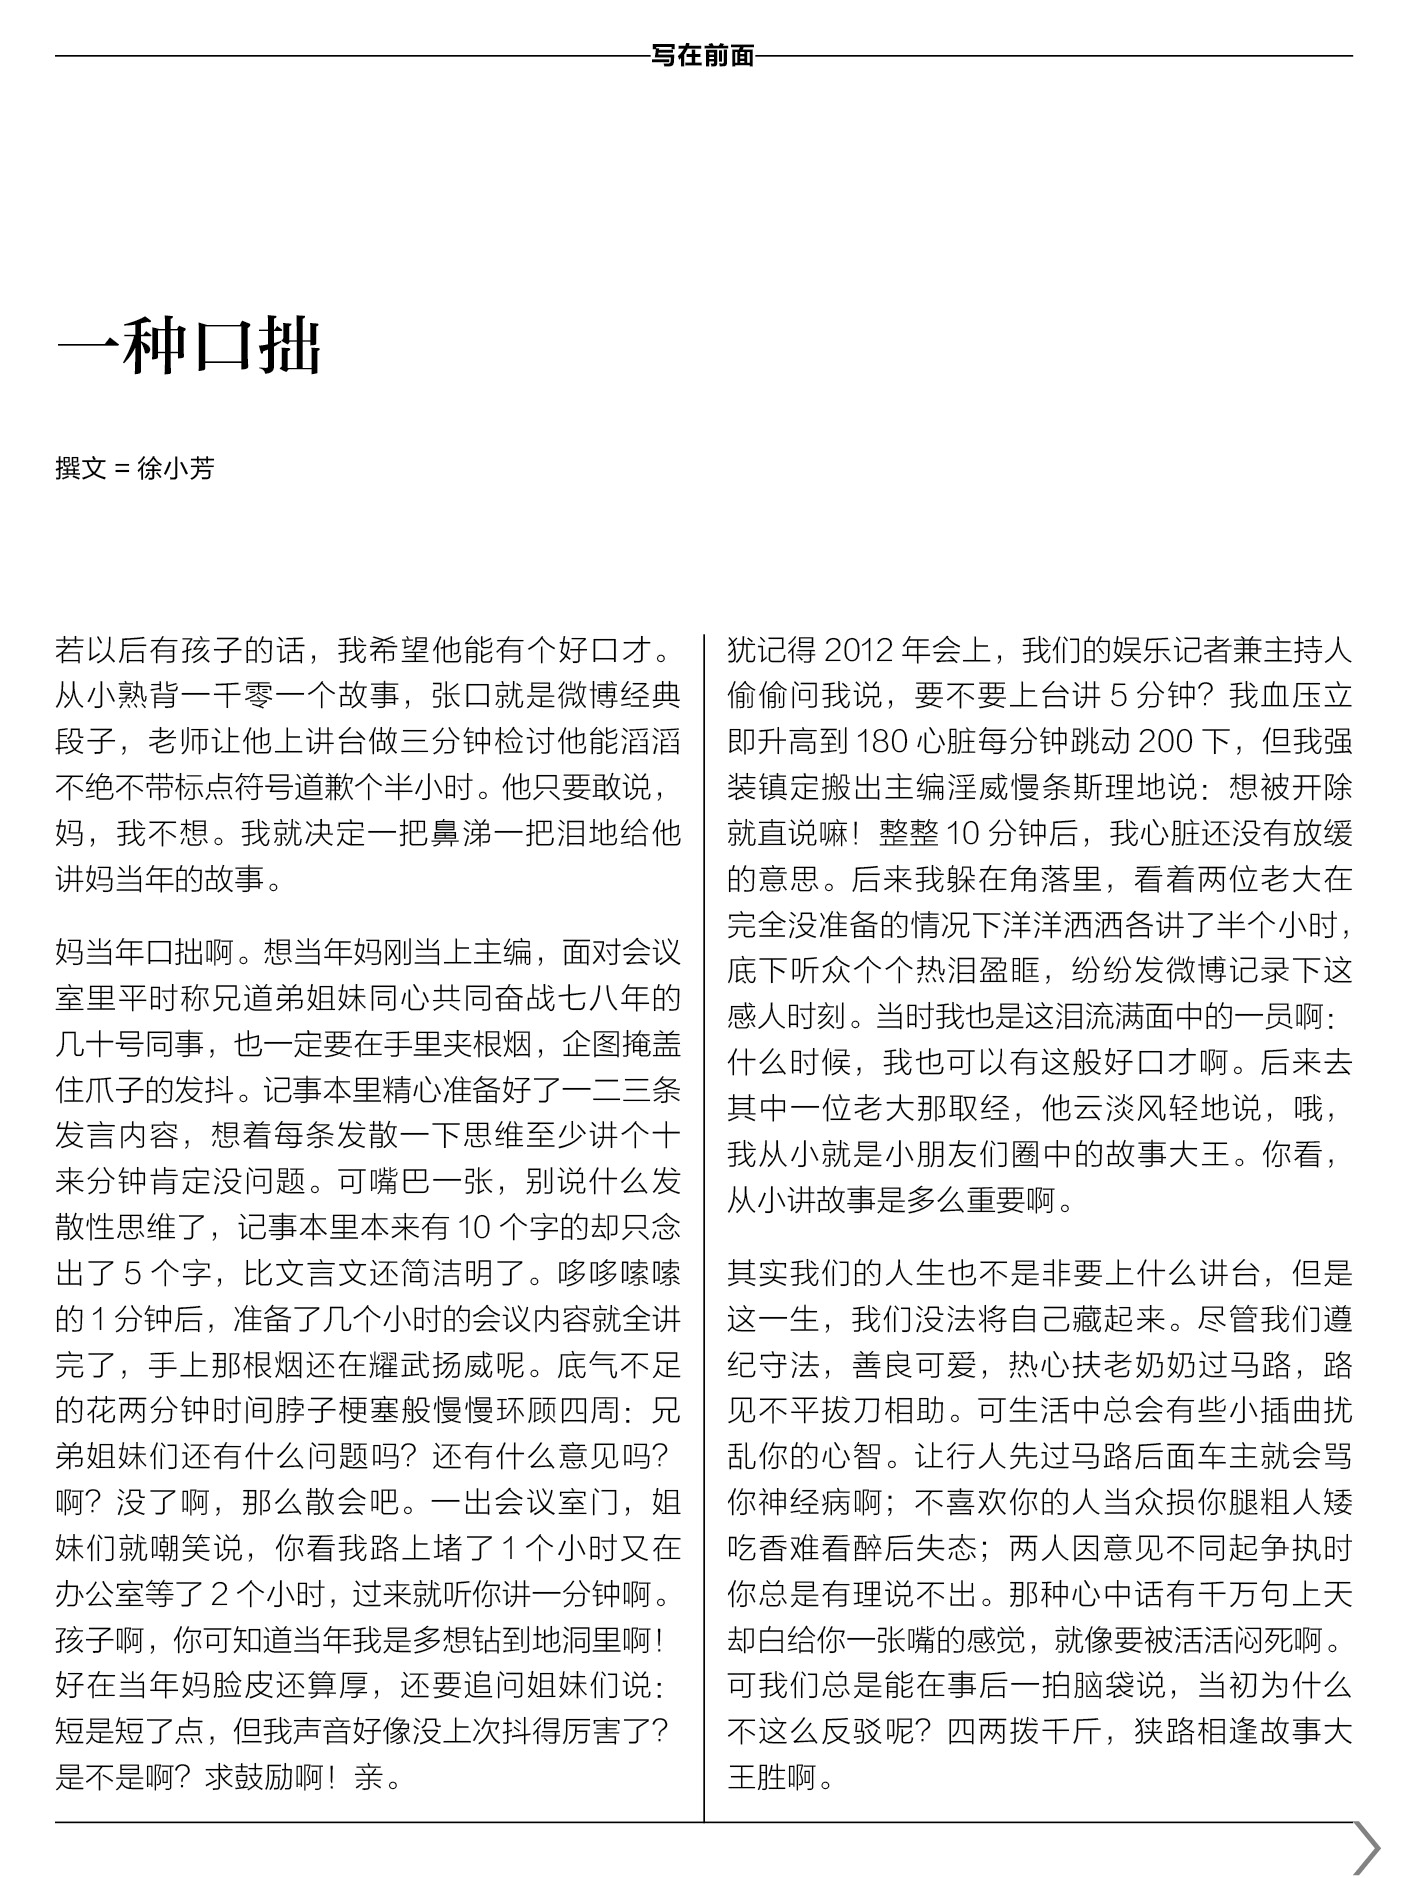 写在前面
一种口拙
撰文 = 徐小芳
若以后有孩子的话，我希望他能有个好口才。
从小熟背一千零一个故事，张口就是微博经典
段子，老师让他上讲台做三分钟检讨他能滔滔
不绝不带标点符号道歉个半小时。他只要敢说，
妈，我不想。我就决定一把鼻涕一把泪地给他
讲妈当年的故事。
妈当年口拙啊。想当年妈刚当上主编，面对会议
室里平时称兄道弟姐妹同心共同奋战七八年的
几十号同事，也一定要在手里夹根烟，企图掩盖
住爪子的发抖。记事本里精心准备好了一二三条
发言内容，想着每条发散一下思维至少讲个十
来分钟肯定没问题。可嘴巴一张，别说什么发
散性思维了，记事本里本来有 10 个字的却只念
出了 5 个字，比文言文还简洁明了。哆哆嗦嗦
的 1 分钟后，准备了几个小时的会议内容就全讲
完了，手上那根烟还在耀武扬威呢。底气不足
的花两分钟时间脖子梗塞般慢慢环顾四周：兄
弟姐妹们还有什么问题吗？还有什么意见吗？
啊？没了啊，那么散会吧。一出会议室门，姐
妹们就嘲笑说，你看我路上堵了 1 个小时又在
办公室等了 2 个小时，过来就听你讲一分钟啊。
孩子啊，你可知道当年我是多想钻到地洞里啊！
好在当年妈脸皮还算厚，还要追问姐妹们说：
短是短了点，但我声音好像没上次抖得厉害了？
是不是啊？求鼓励啊！亲。
犹记得 2012 年会上，我们的娱乐记者兼主持人
偷偷问我说，要不要上台讲 5 分钟？我血压立
即升高到 180 心脏每分钟跳动 200 下，但我强
装镇定搬出主编淫威慢条斯理地说：想被开除
就直说嘛！整整 10 分钟后，我心脏还没有放缓
的意思。后来我躲在角落里，看着两位老大在
完全没准备的情况下洋洋洒洒各讲了半个小时，
底下听众个个热泪盈眶，纷纷发微博记录下这
感人时刻。当时我也是这泪流满面中的一员啊：
什么时候，我也可以有这般好口才啊。后来去
其中一位老大那取经，他云淡风轻地说，哦，
我从小就是小朋友们圈中的故事大王。你看，
从小讲故事是多么重要啊。
其实我们的人生也不是非要上什么讲台，但是
这一生，我们没法将自己藏起来。尽管我们遵
纪守法，善良可爱，热心扶老奶奶过马路，路
见不平拔刀相助。可生活中总会有些小插曲扰
乱你的心智。让行人先过马路后面车主就会骂
你神经病啊；不喜欢你的人当众损你腿粗人矮
吃香难看醉后失态；两人因意见不同起争执时
你总是有理说不出。那种心中话有千万句上天
却白给你一张嘴的感觉，就像要被活活闷死啊。
可我们总是能在事后一拍脑袋说，当初为什么
不这么反驳呢？四两拨千斤，狭路相逢故事大
王胜啊。